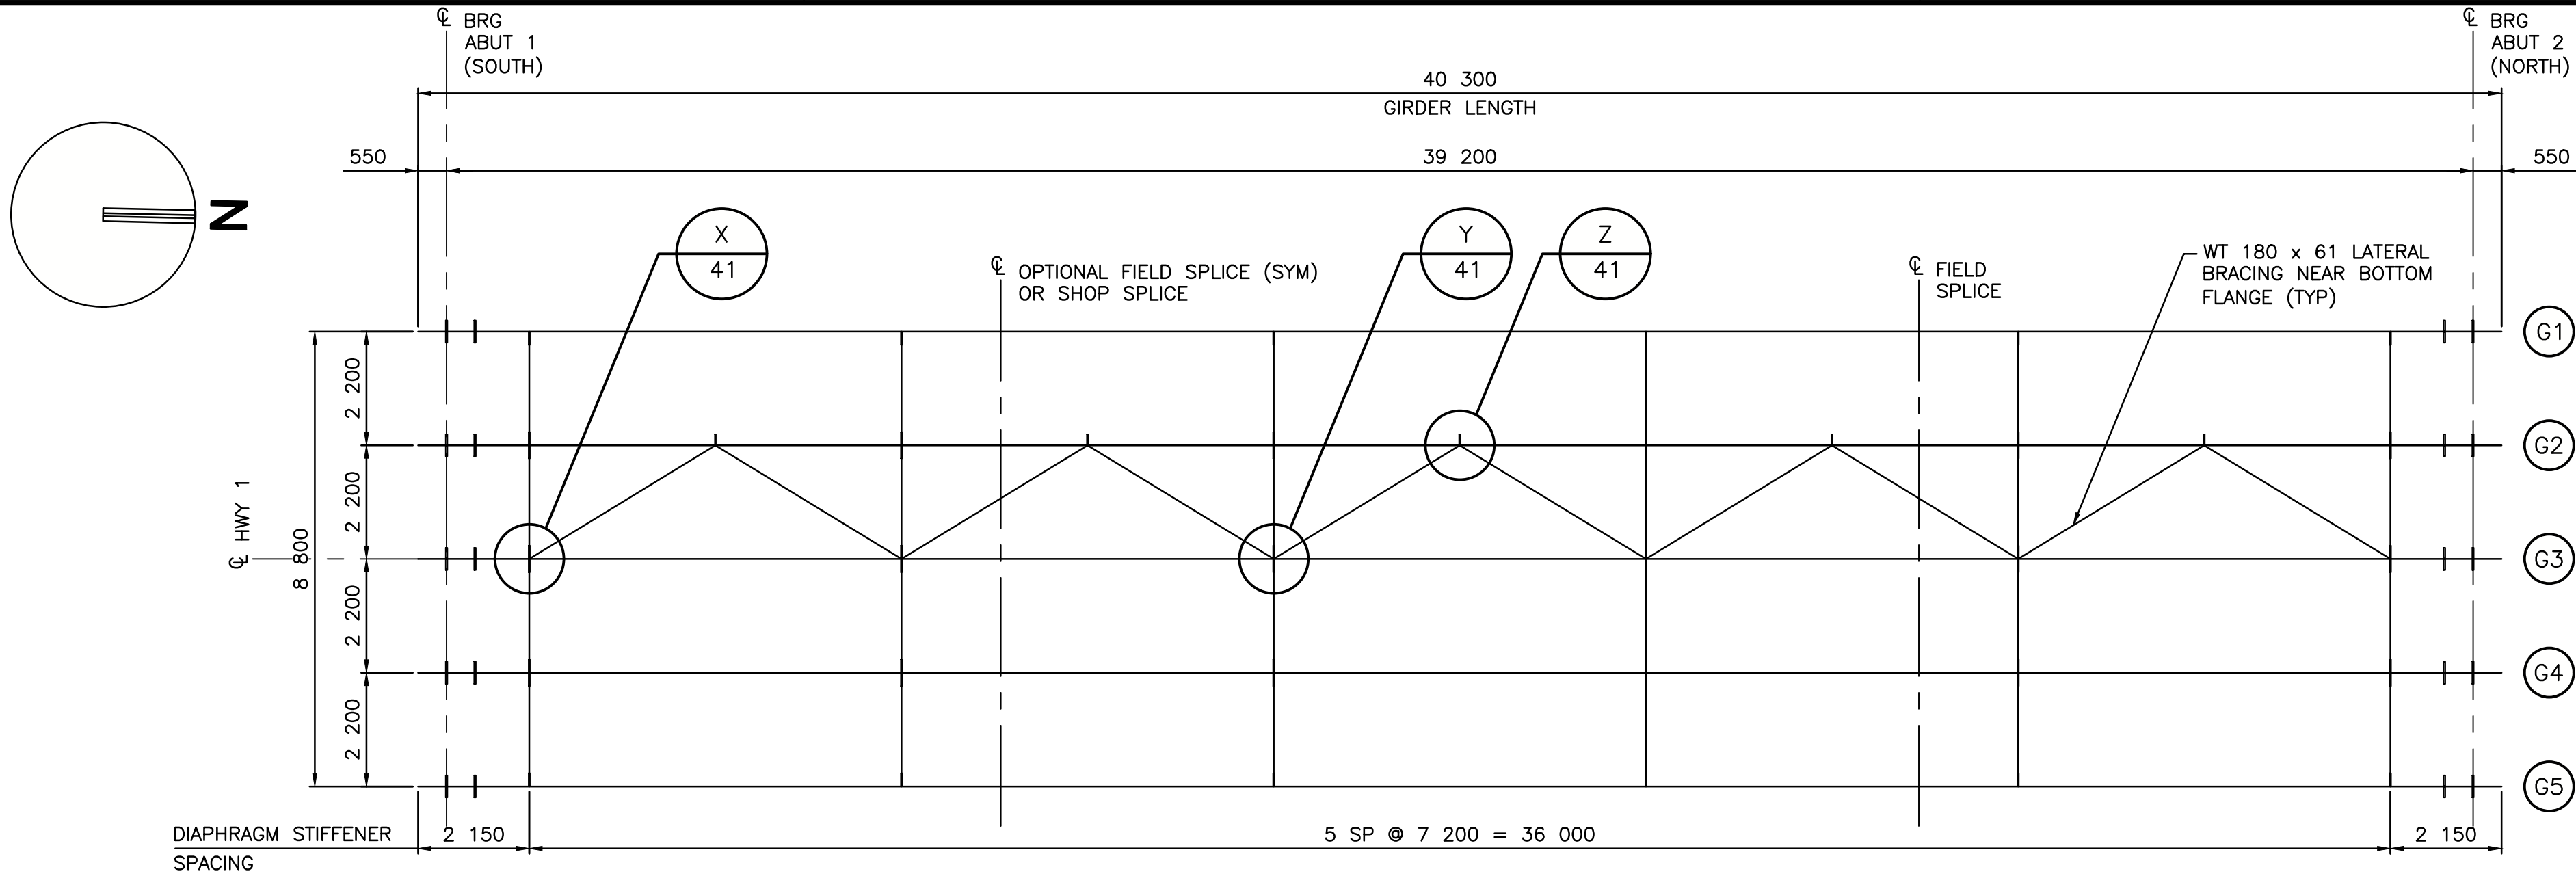 ℄ BRG
ABUT 1
(SOUTH)
℄ BRG
ABUT 2
(NORTH)
40 300
GIRDER LENGTH
550
39 200
550
N
X
41
Y
41
Z
41
℄ OPTIONAL FIELD SPLICE (SYM)
OR SHOP SPLICE
℄ FIELD
SPLICE
WT 180 x 61 LATERAL
BRACING NEAR BOTTOM
FLANGE (TYP)
G1
2 200
G2
2 200
℄ HWY 1
8 800
G3
2 200
G4
2 200
G5
DIAPHRAGM STIFFENER
SPACING
2 150
5 SP @ 7 200 = 36 000
2 150